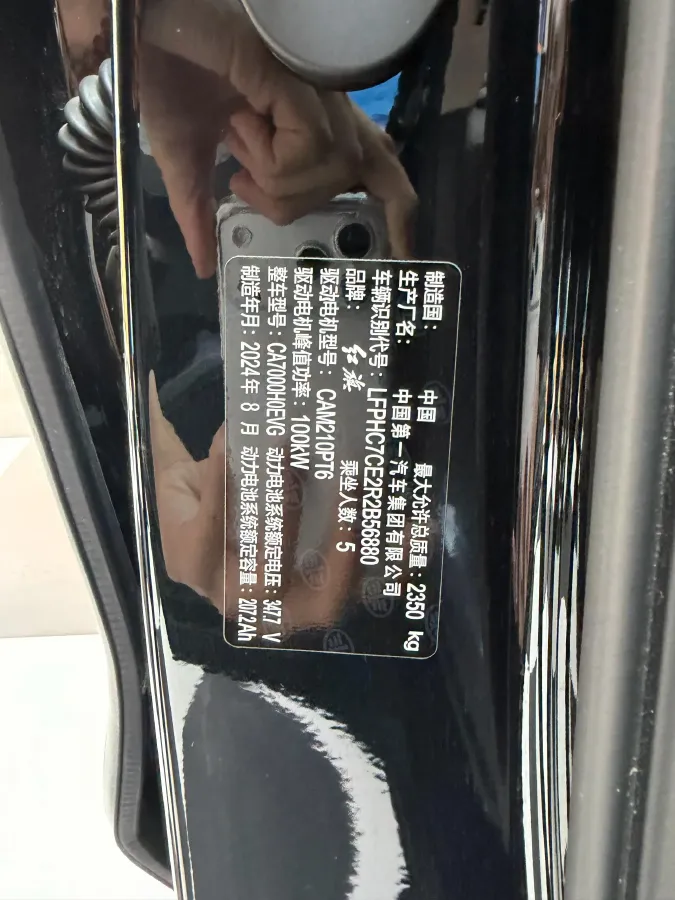 制造国： 中国 最大允许总质量：2350 kg
生产厂名： 中国第一汽车集团有限公司
车辆识别代号：LFPHC7CE2R2B56880
品牌： 红旗 乘坐人数：5
驱动电机型号：CAM210PT6
驱动电机峰值功率：100kW
整车型号：CA7000H0EVG 动力电池系统额定电压：347.7 V
制造年月：2024年 8 月 动力电池系统额定容量：207.2Ah